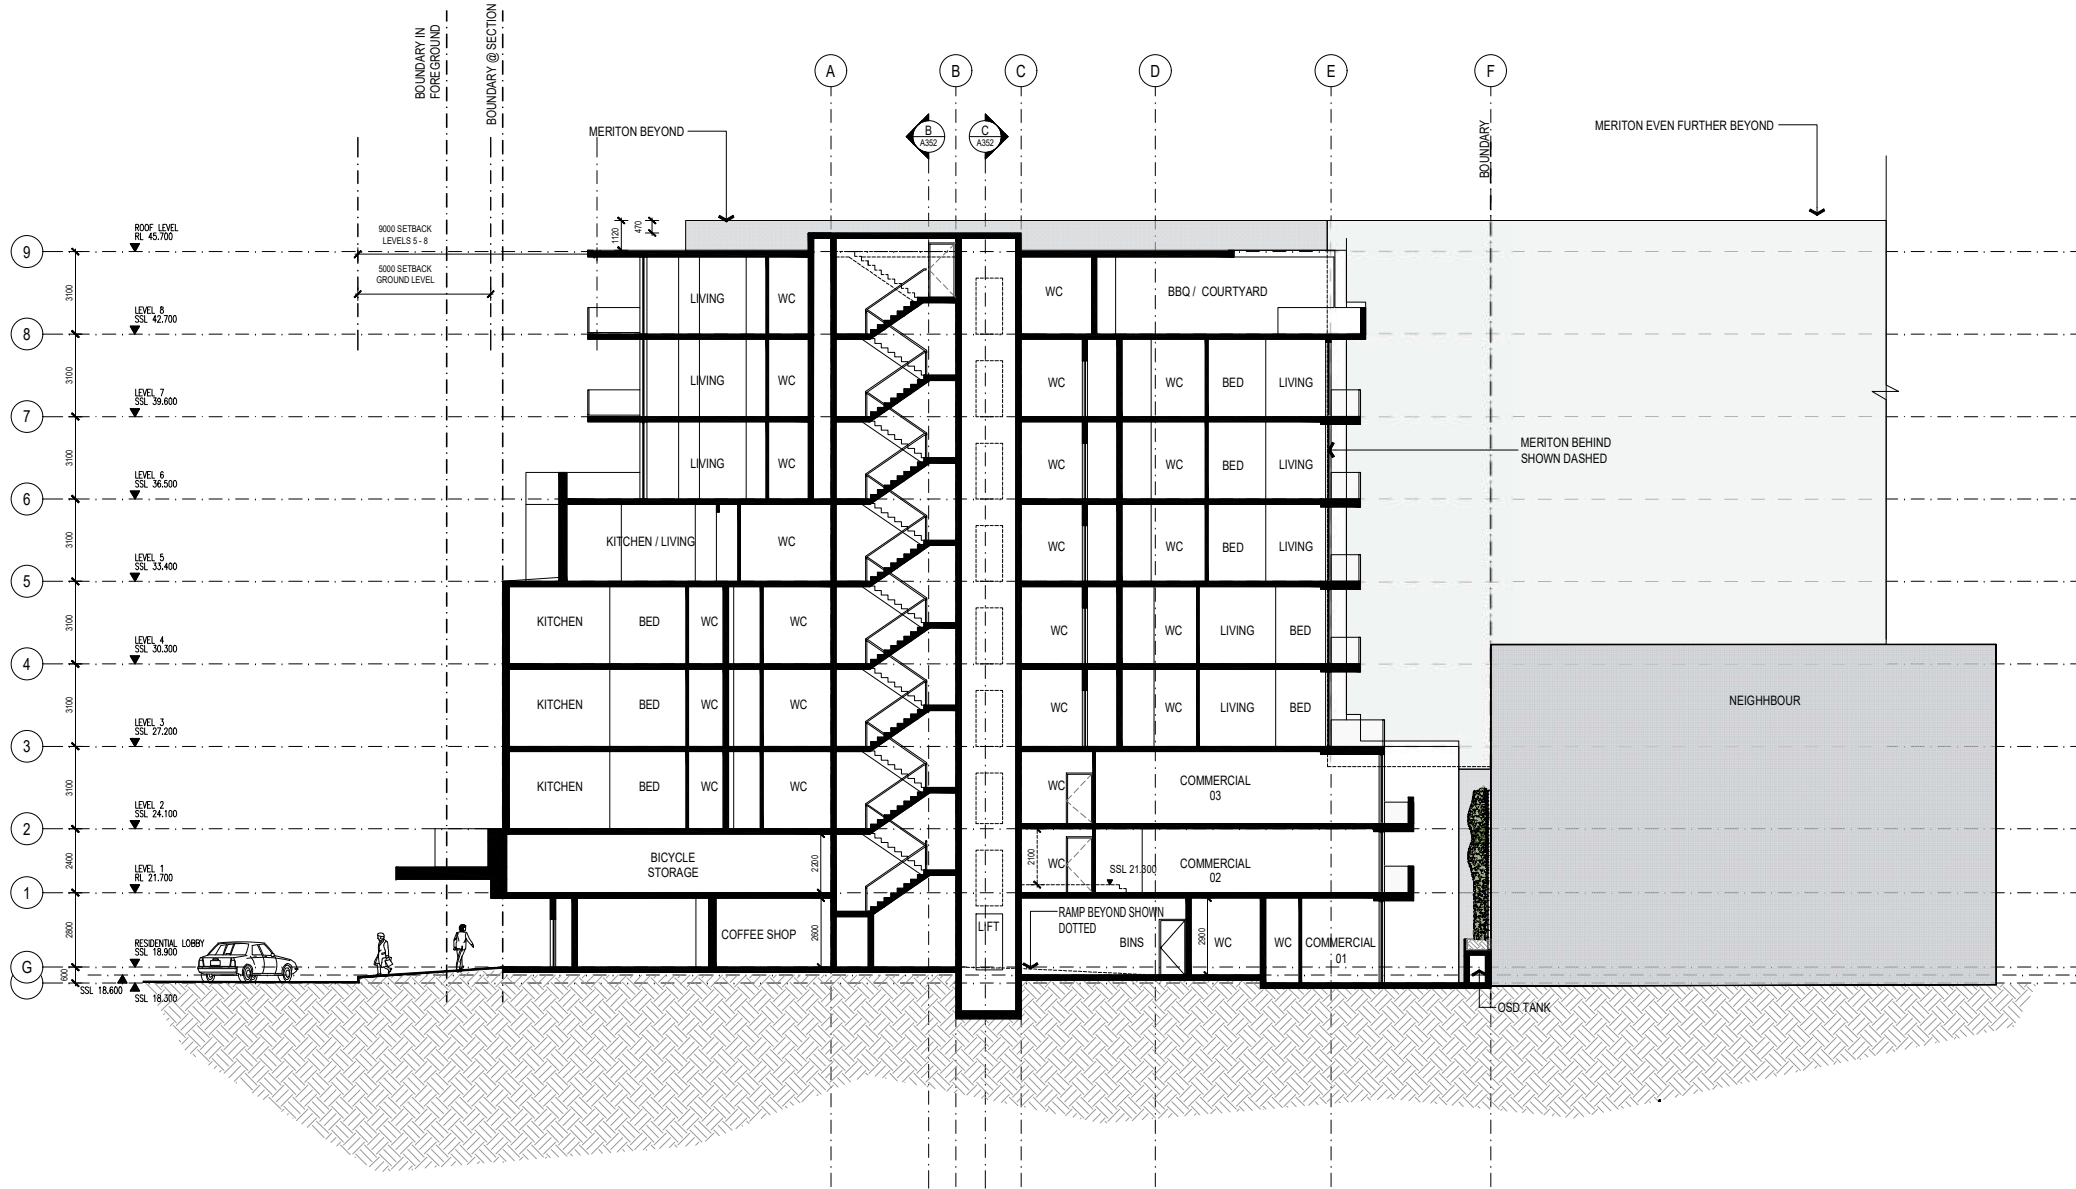 BOUNDARY IN
FOREGROUND
BOUNDARY @ SECTION
A
B
C
D
E
F
MERITON BEYOND
B
A352
C
A352
BOUNDARY
MERITON EVEN FURTHER BEYOND
9
ROOF LEVEL
RL 45.700
9000 SETBACK
LEVELS 5 - 8
5000 SETBACK
GROUND LEVEL
1120
470
3100
LIVING
WC
WC
BBQ / COURTYARD
8
LEVEL 8
SSL 42.700
3100
LIVING
WC
WC
WC
BED
LIVING
7
LEVEL 7
SSL 39.600
3100
LIVING
WC
WC
WC
BED
LIVING
MERITON BEHIND
SHOWN DASHED
6
LEVEL 6
SSL 36.500
3100
KITCHEN / LIVING
WC
WC
WC
BED
LIVING
5
LEVEL 5
SSL 33.400
3100
KITCHEN
BED
WC
WC
WC
WC
LIVING
BED
4
LEVEL 4
SSL 30.300
3100
KITCHEN
BED
WC
WC
WC
WC
LIVING
BED
NEIGHHBOUR
3
LEVEL 3
SSL 27.200
3100
KITCHEN
BED
WC
WC
WC
COMMERCIAL
03
2
LEVEL 2
SSL 24.100
2400
BICYCLE
STORAGE
2200
2100
WC
SSL 21.300
COMMERCIAL
02
1
LEVEL 1
RL 21.700
2800
COFFEE SHOP
2600
LIFT
RAMP BEYOND SHOWN
DOTTED
BINS
2900
WC
WC
COMMERCIAL
01
G
RESIDENTIAL LOBBY
SSL 18.900
600
SSL 18.600
SSL 18.300
OSD TANK